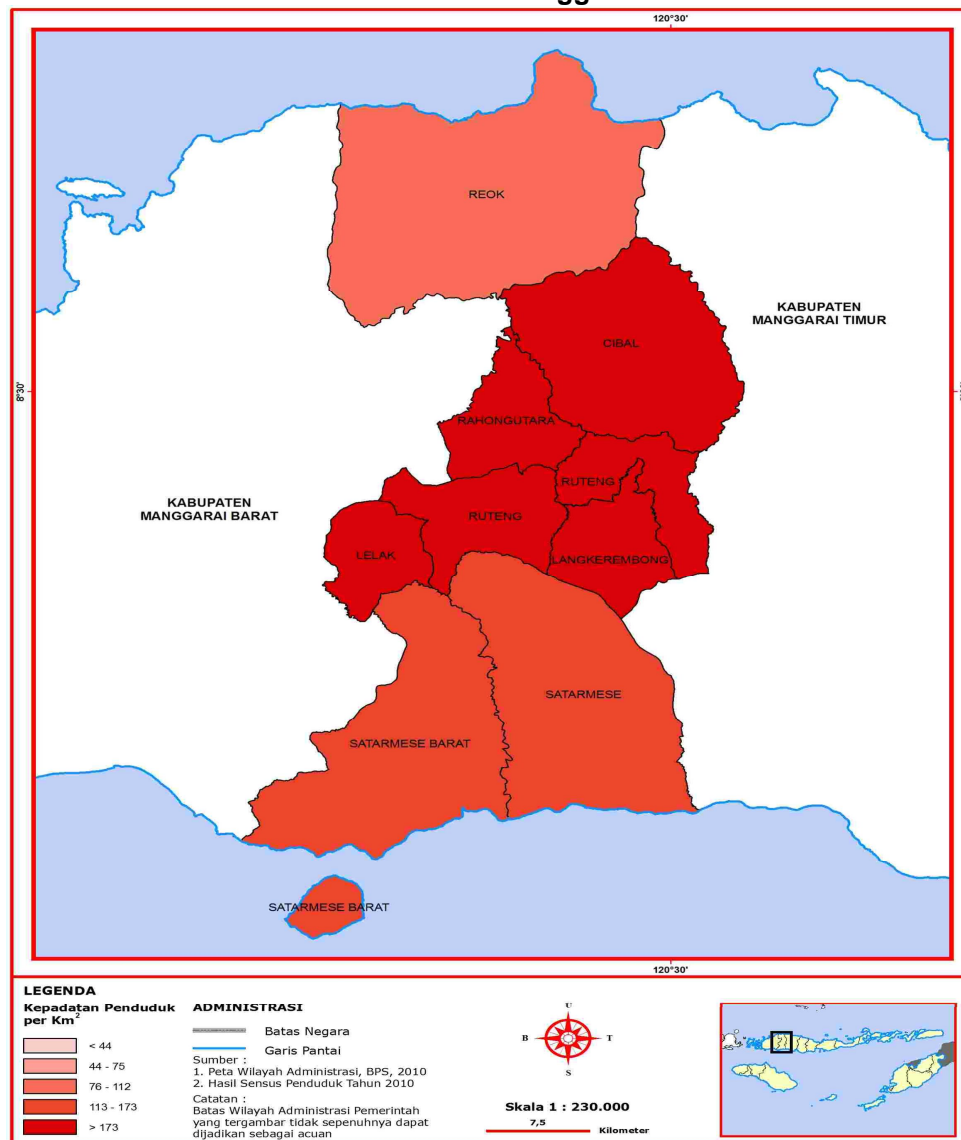 120°30'
REOK
KABUPATEN
MANGGARAI TIMUR
CIBAL
8°30'
RAHONGUTARA
RUTENG
KABUPATEN
MANGGARAI BARAT
RUTENG
LELAK
LANGKEREMBONG
SATARMESE
SATARMESE BARAT
SATARMESE BARAT
120°30'
LEGENDA
Kepadatan Penduduk
per Km²
< 44
44 - 75
76 - 112
113 - 173
> 173
ADMINISTRASI
Batas Negara
Garis Pantai
Sumber :
1. Peta Wilayah Administrasi, BPS, 2010
2. Hasil Sensus Penduduk Tahun 2010
Catatan :
Batas Wilayah Administrasi Pemerintah
yang tergambar tidak sepenuhnya dapat
dijadikan sebagai acuan
U
B
T
S
Skala 1 : 230.000
7,5
Kilometer